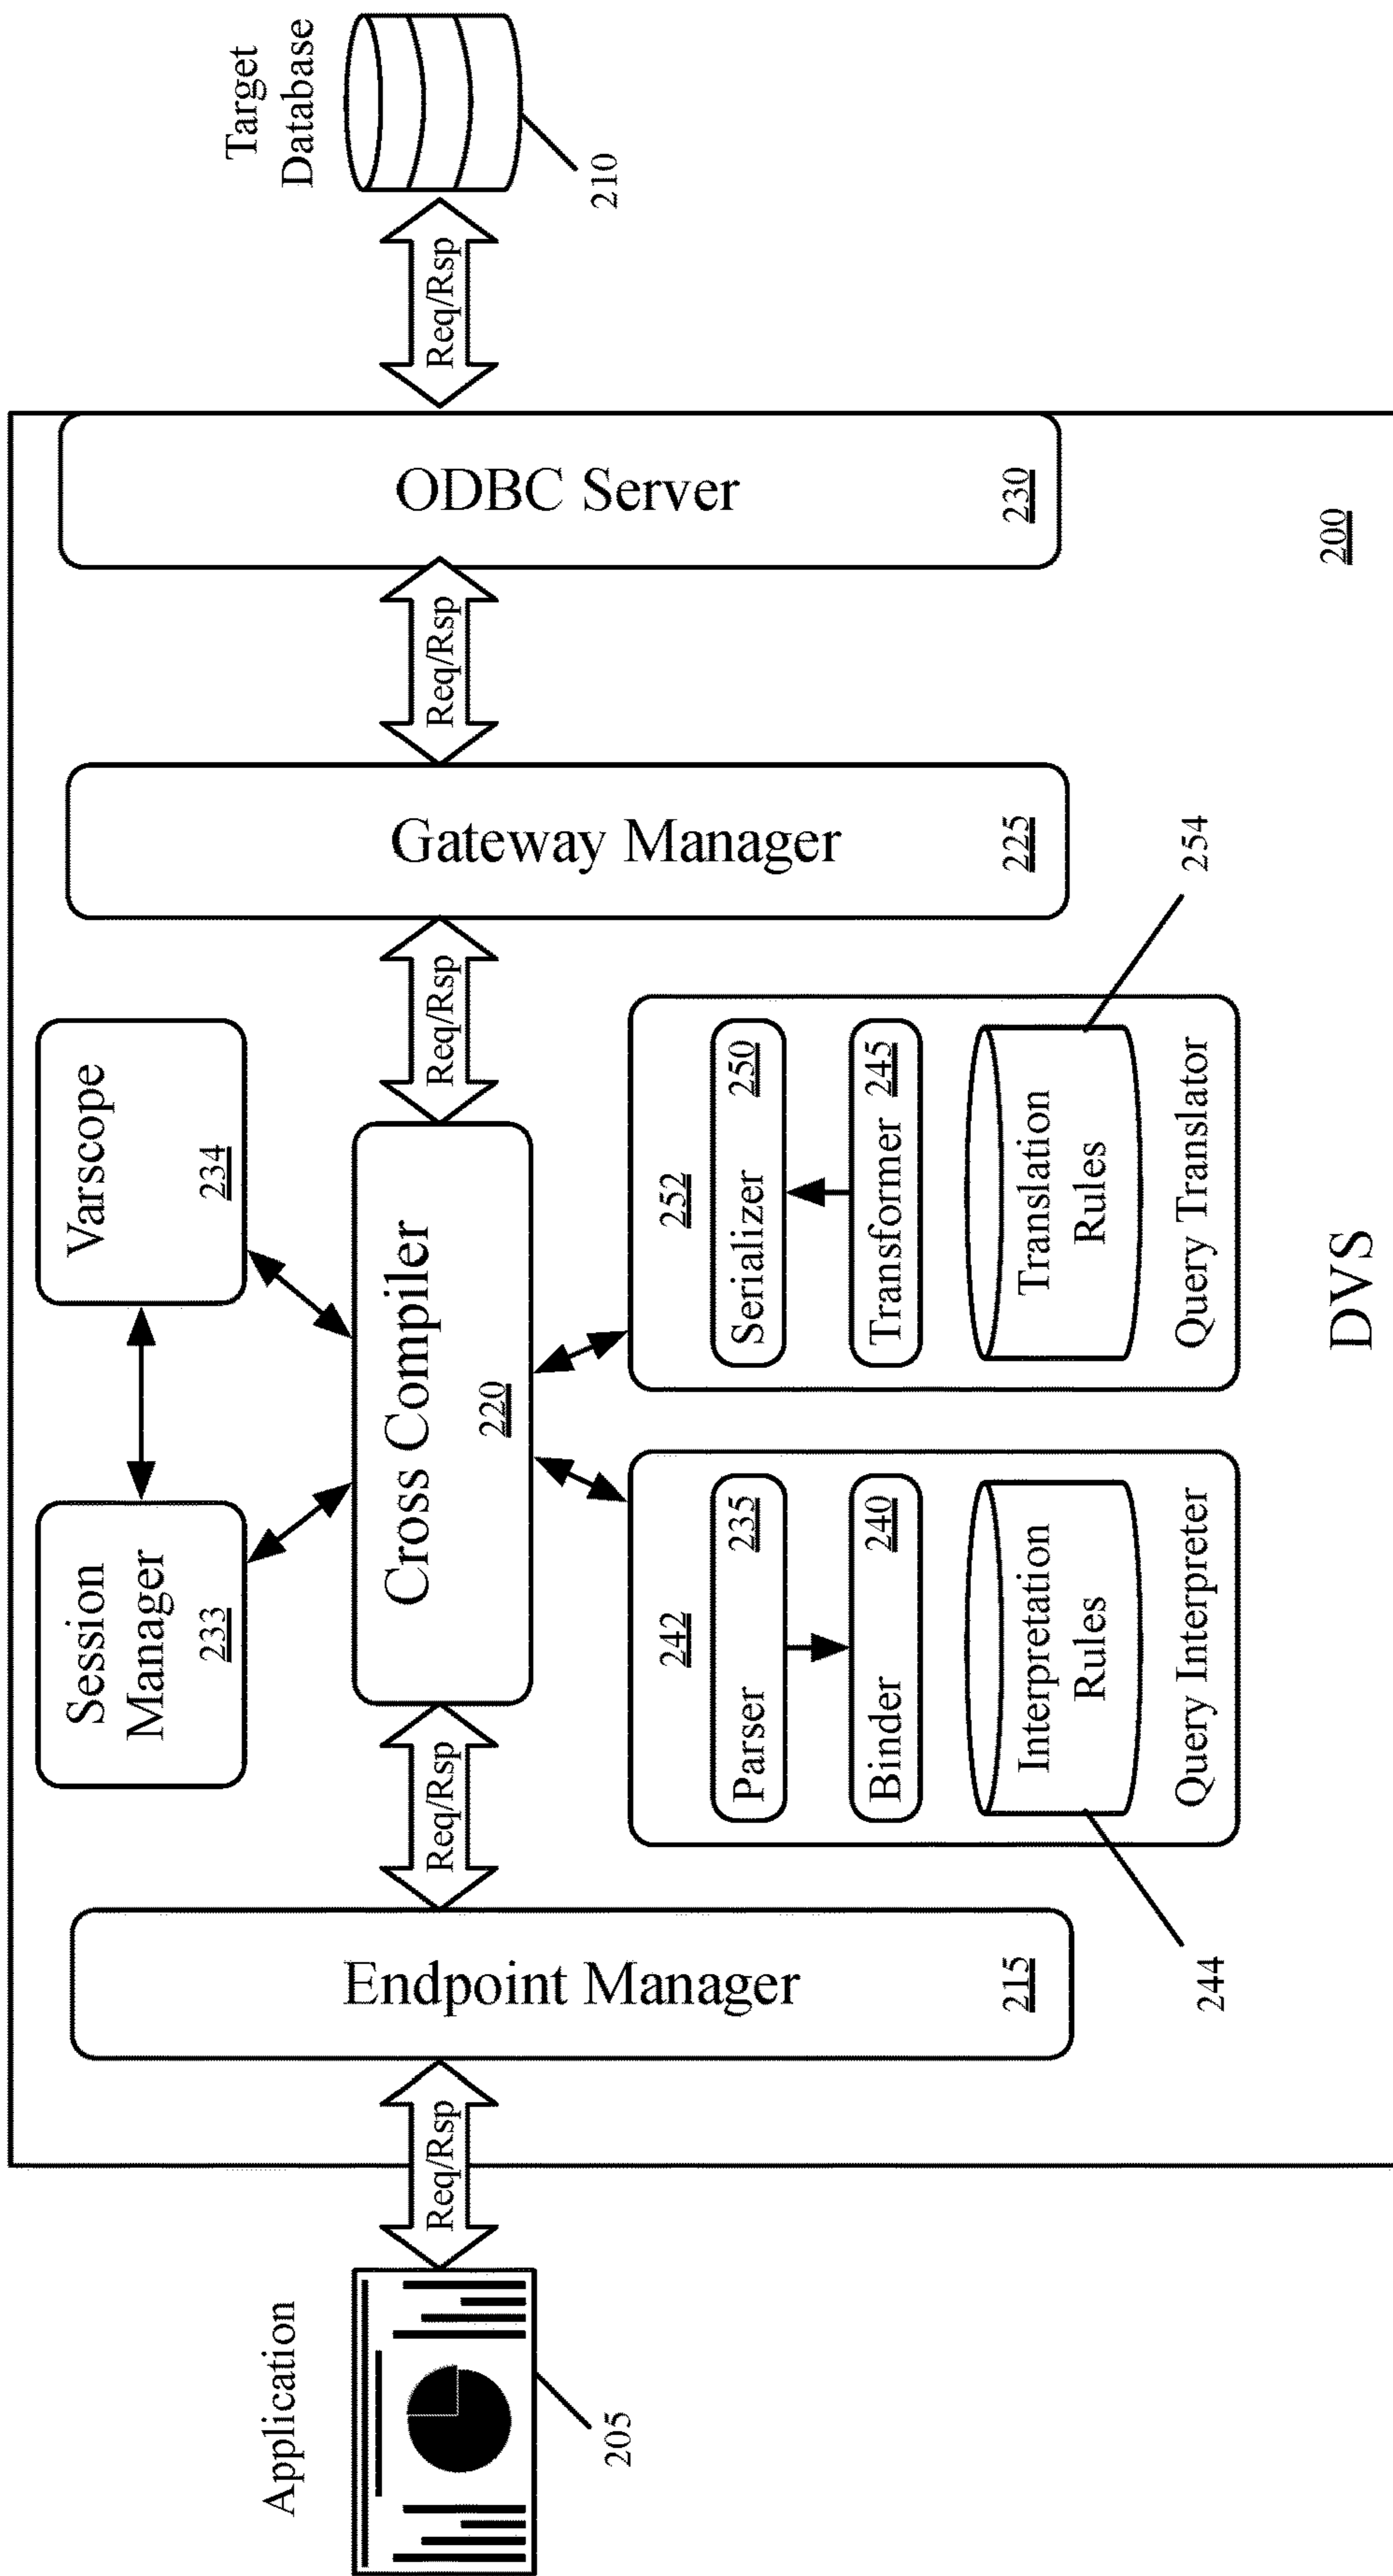 Application
205
Req/Rsp
Endpoint Manager
215
Req/Rsp
Session
Manager
233
Varscope
234
Cross Compiler
220
242
Parser 235
Binder 240
Interpretation
Rules
Query Interpreter
244
252
Serializer 250
Transformer 245
Translation
Rules
Query Translator
254
Req/Rsp
Gateway Manager
225
Req/Rsp
ODBC Server
230
Req/Rsp
Target
Database
210
DVS
200